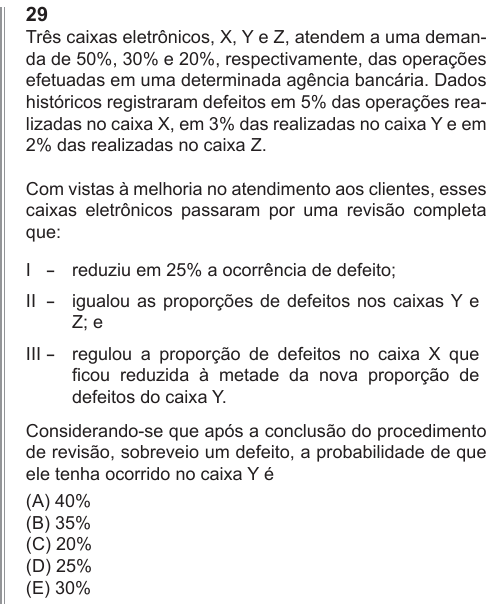 29
Três caixas eletrônicos, X, Y e Z, atendem a uma deman-
da de 50%, 30% e 20%, respectivamente, das operações
efetuadas em uma determinada agência bancária. Dados
históricos registraram defeitos em 5% das operações rea-
lizadas no caixa X, em 3% das realizadas no caixa Y e em
2% das realizadas no caixa Z.
Com vistas à melhoria no atendimento aos clientes, esses
caixas eletrônicos passaram por uma revisão completa
que:
I – reduziu em 25% a ocorrência de defeito;
II – igualou as proporções de defeitos nos caixas Y e
Z; e
III – regulou a proporção de defeitos no caixa X que
ficou reduzida à metade da nova proporção de
defeitos do caixa Y.
Considerando-se que após a conclusão do procedimento
de revisão, sobreveio um defeito, a probabilidade de que
ele tenha ocorrido no caixa Y é
(A) 40%
(B) 35%
(C) 20%
(D) 25%
(E) 30%